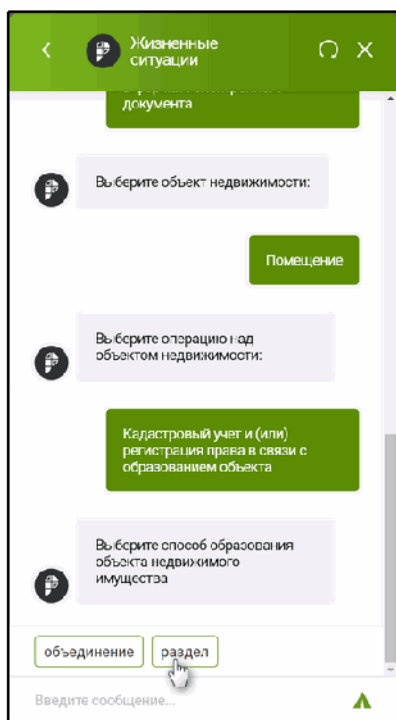 Жизненные
ситуации
документа
Выберите объект недвижимости:
Помещение
Выберите операцию над
объектом недвижимости:
Кадастровый учет и (или)
регистрация права в связи с
образованием объекта
Выберите способ образования
объекта недвижимого
имущества
объединение раздел
Введите сообщение...